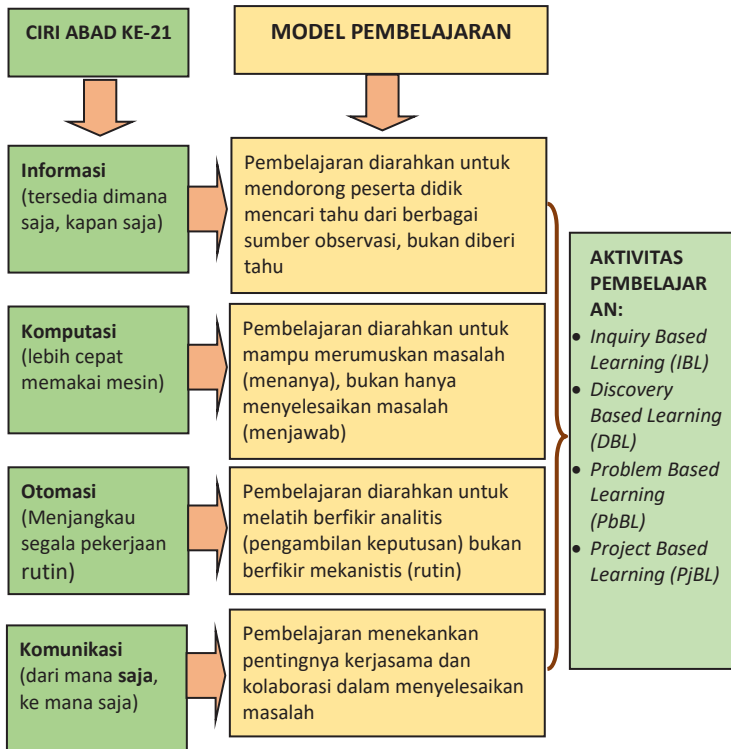 CIRI ABAD KE-21
MODEL PEMBELAJARAN
Informasi
(tersedia dimana
saja, kapan saja)
Pembelajaran diarahkan untuk
mendorong peserta didik
mencari tahu dari berbagai
sumber observasi, bukan diberi
tahu
Komputasi
(lebih cepat
memakai mesin)
Pembelajaran diarahkan untuk
mampu merumuskan masalah
(menanya), bukan hanya
menyelesaikan masalah
(menjawab)
Otomasi
(Menjangkau
segala pekerjaan
rutin)
Pembelajaran diarahkan untuk
melatih berfikir analitis
(pengambilan keputusan) bukan
berfikir mekanistis (rutin)
Komunikasi
(dari mana saja,
ke mana saja)
Pembelajaran menekankan
pentingnya kerjasama dan
kolaborasi dalam menyelesaikan
masalah
AKTIVITAS
PEMBELAJAR
AN:
• Inquiry Based
Learning (IBL)
• Discovery
Based Learning
(DBL)
• Problem Based
Learning
(PbBL)
• Project Based
Learning (PjBL)